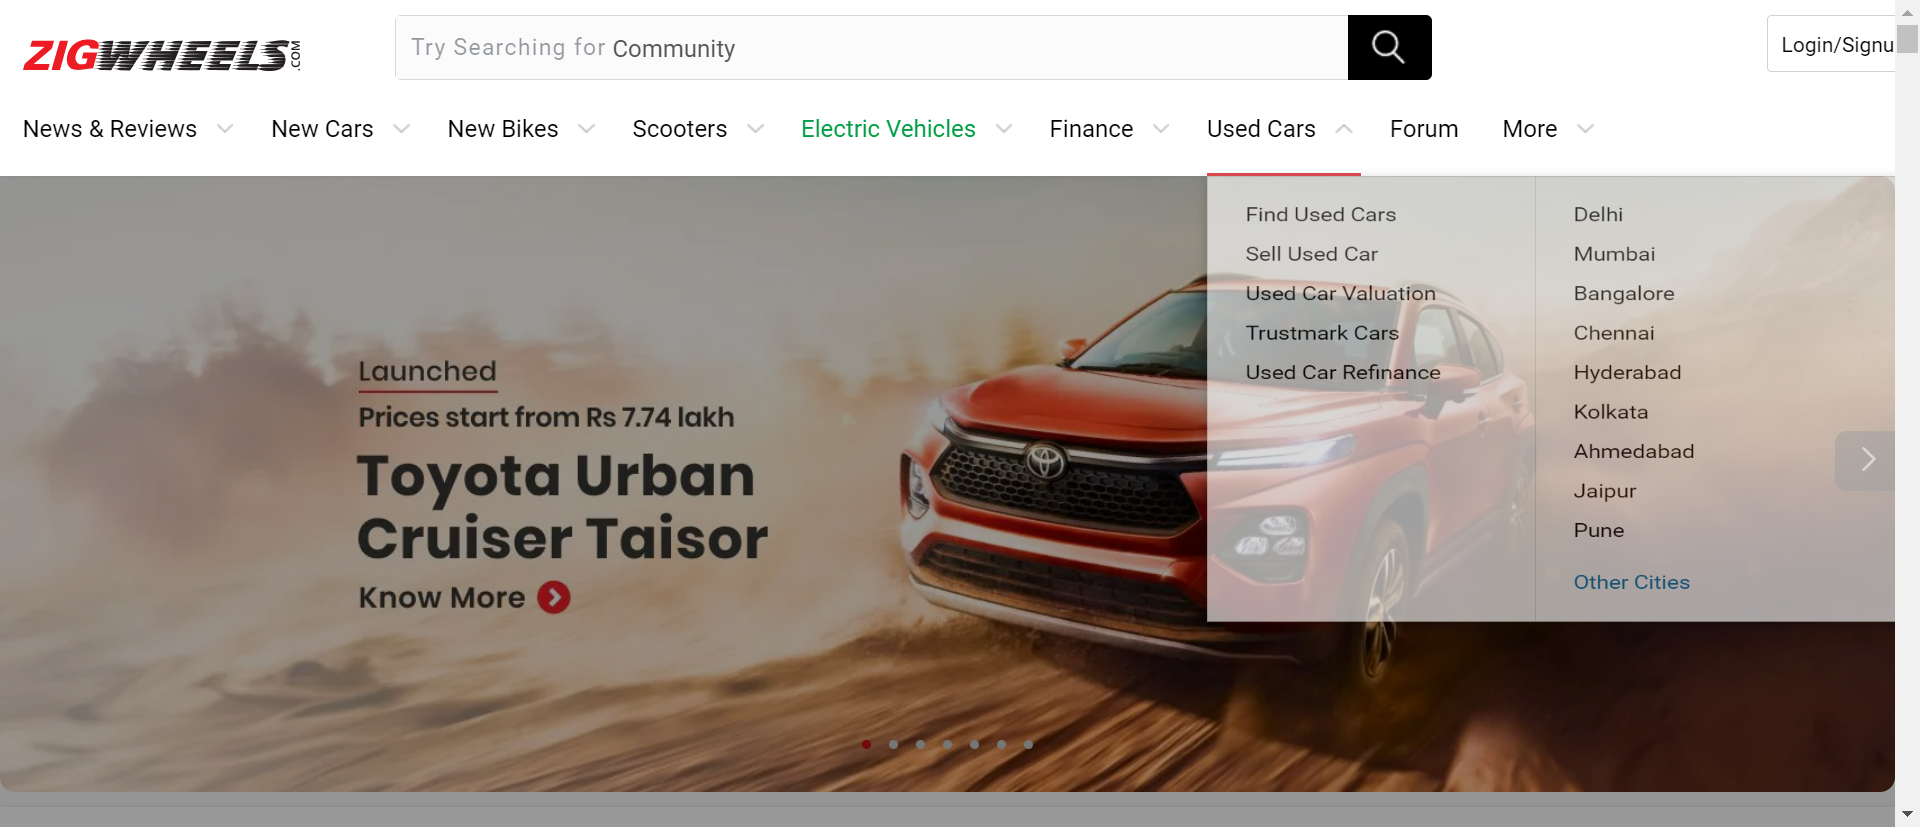 ZIGWHEELS.COM
Try Searching for Community
Login/Signu
News & Reviews
New Cars
New Bikes
Scooters
Electric Vehicles
Finance
Used Cars
Forum
More
Find Used Cars
Sell Used Car
Used Car Valuation
Trustmark Cars
Used Car Refinance
Delhi
Mumbai
Bangalore
Chennai
Hyderabad
Kolkata
Ahmedabad
Jaipur
Pune
Other Cities
Launched
Prices start from Rs 7.74 lakh
Toyota Urban
Cruiser Taisor
Know More